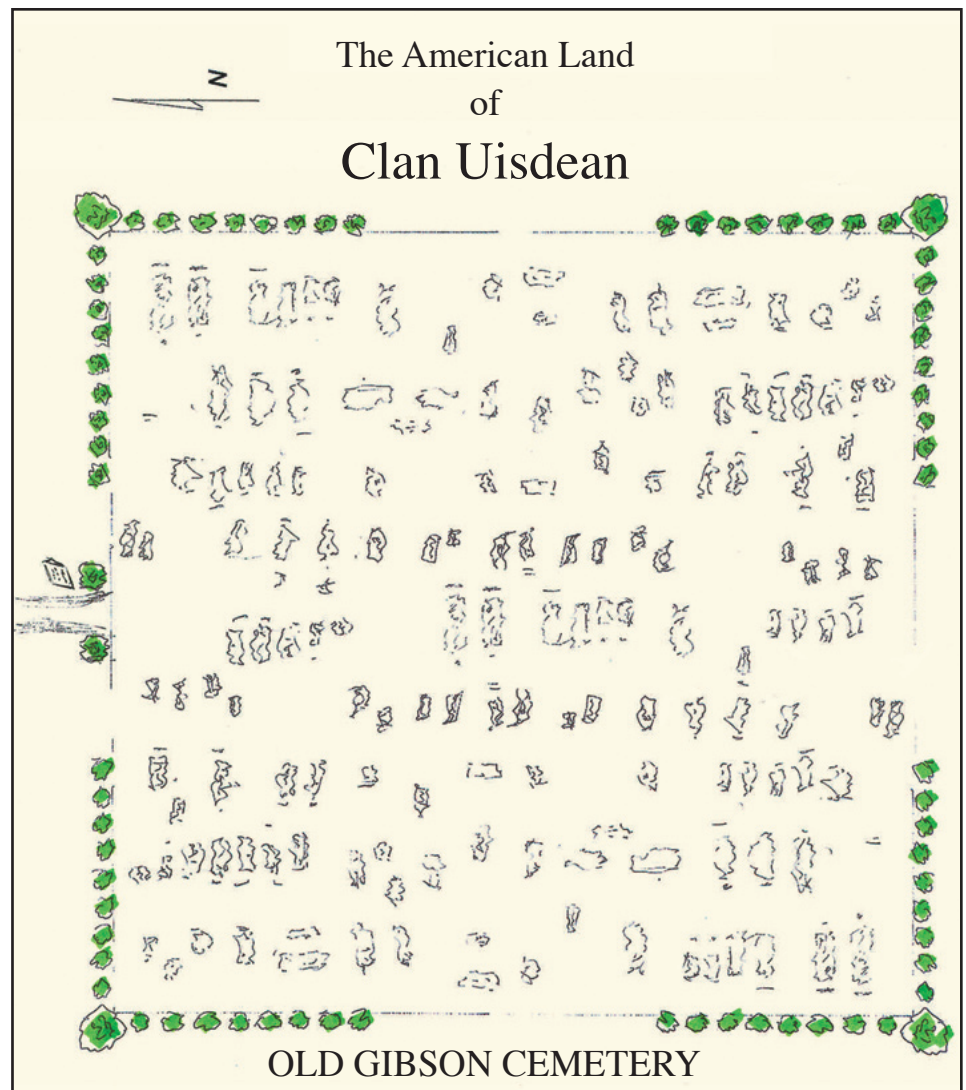 N
The American Land
of
Clan Uisdean
OLD GIBSON CEMETERY